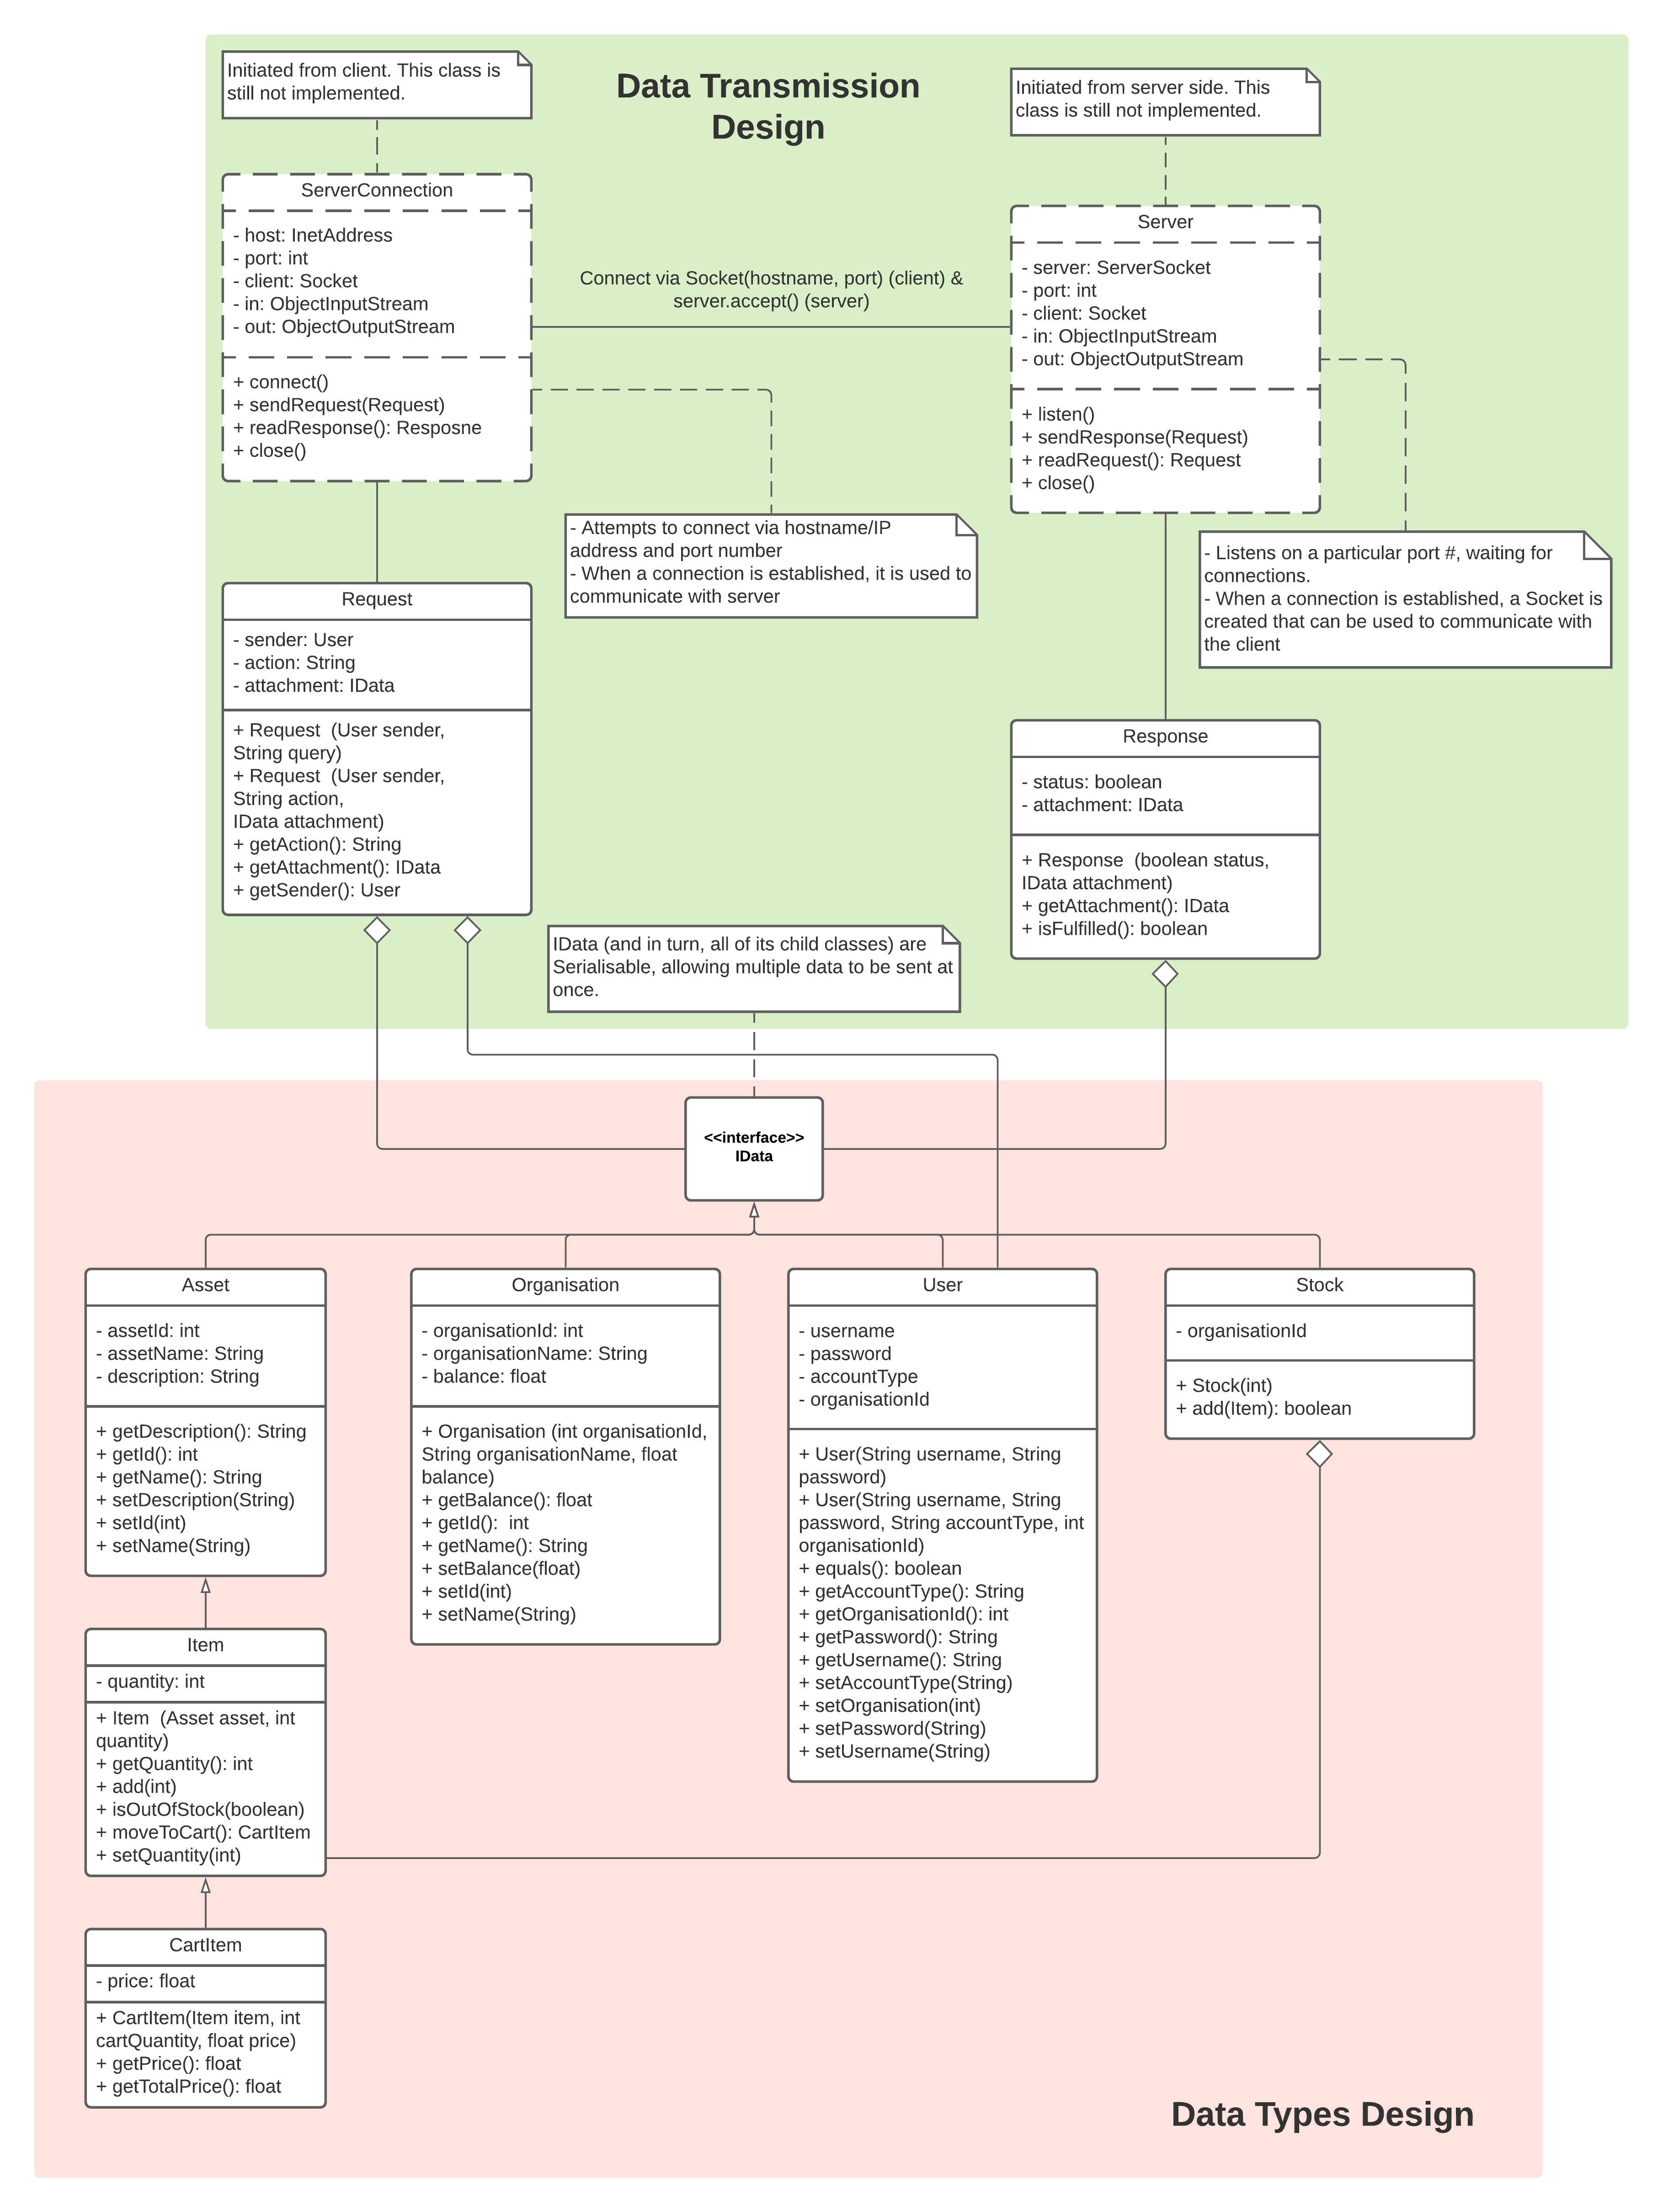 Initiated from client. This class is
still not implemented.
Data Transmission
Design
Initiated from server side. This
class is still not implemented.
ServerConnection
- host: InetAddress
- port: int
- client: Socket
- in: ObjectInputStream
- out: ObjectOutputStream
+ connect()
+ sendRequest(Request)
+ readResponse(): Resposne
+ close()
Connect via Socket(hostname, port) (client) &
server.accept() (server)
Server
- server: ServerSocket
- port: int
- client: Socket
- in: ObjectInputStream
- out: ObjectOutputStream
+ listen()
+ sendResponse(Request)
+ readRequest(): Request
+ close()
- Attempts to connect via hostname/IP
address and port number
- When a connection is established, it is used to
communicate with server
- Listens on a particular port #, waiting for
connections.
- When a connection is established, a Socket is
created that can be used to communicate with
the client
Request
- sender: User
- action: String
- attachment: IData
+ Request  (User sender,
String query)
+ Request  (User sender,
String action,
IData attachment)
+ getAction(): String
+ getAttachment(): IData
+ getSender(): User
Response
- status: boolean
- attachment: IData
+ Response  (boolean status,
IData attachment)
+ getAttachment(): IData
+ isFulfilled(): boolean
IData (and in turn, all of its child classes) are
Serialisable, allowing multiple data to be sent at
once.
<<interface>>
IData
Asset
- assetId: int
- assetName: String
- description: String
+ getDescription(): String
+ getId(): int
+ getName(): String
+ setDescription(String)
+ setId(int)
+ setName(String)
Organisation
- organisationId: int
- organisationName: String
- balance: float
+ Organisation (int organisationId,
String organisationName, float
balance)
+ getBalance(): float
+ getId():  int
+ getName(): String
+ setBalance(float)
+ setId(int)
+ setName(String)
User
- username
- password
- accountType
- organisationId
+ User(String username, String
password)
+ User(String username, String
password, String accountType, int
organisationId)
+ equals(): boolean
+ getAccountType(): String
+ getOrganisationId(): int
+ getPassword(): String
+ getUsername(): String
+ setAccountType(String)
+ setOrganisation(int)
+ setPassword(String)
+ setUsername(String)
Stock
- organisationId
+ Stock(int)
+ add(Item): boolean
Item
- quantity: int
+ Item  (Asset asset, int
quantity)
+ getQuantity(): int
+ add(int)
+ isOutOfStock(boolean)
+ moveToCart(): CartItem
+ setQuantity(int)
CartItem
- price: float
+ CartItem(Item item, int
cartQuantity, float price)
+ getPrice(): float
+ getTotalPrice(): float
Data Types Design